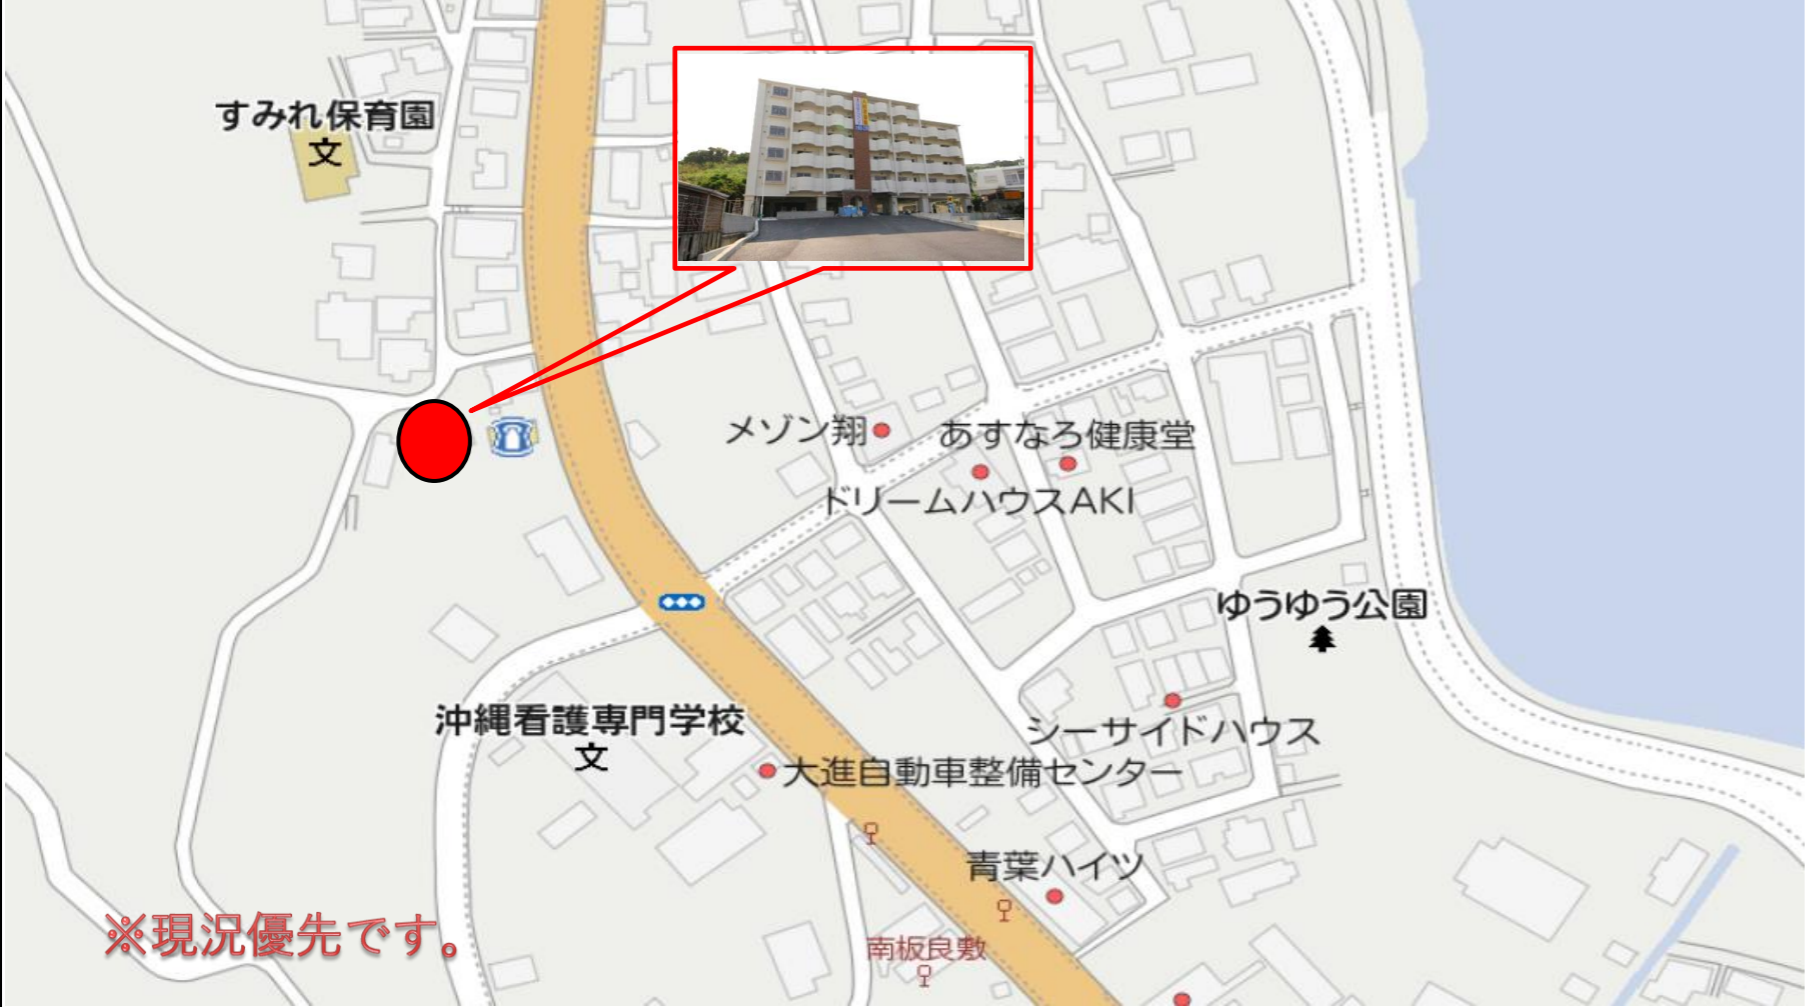 すみれ保育園
文
メゾン翔
あすなろ健康堂
ドリームハウスAKI
ゆうゆう公園
沖縄看護専門学校
文
シーサイドハウス
大進自動車整備センター
青葉ハイツ
※現況優先です。
南板良敷